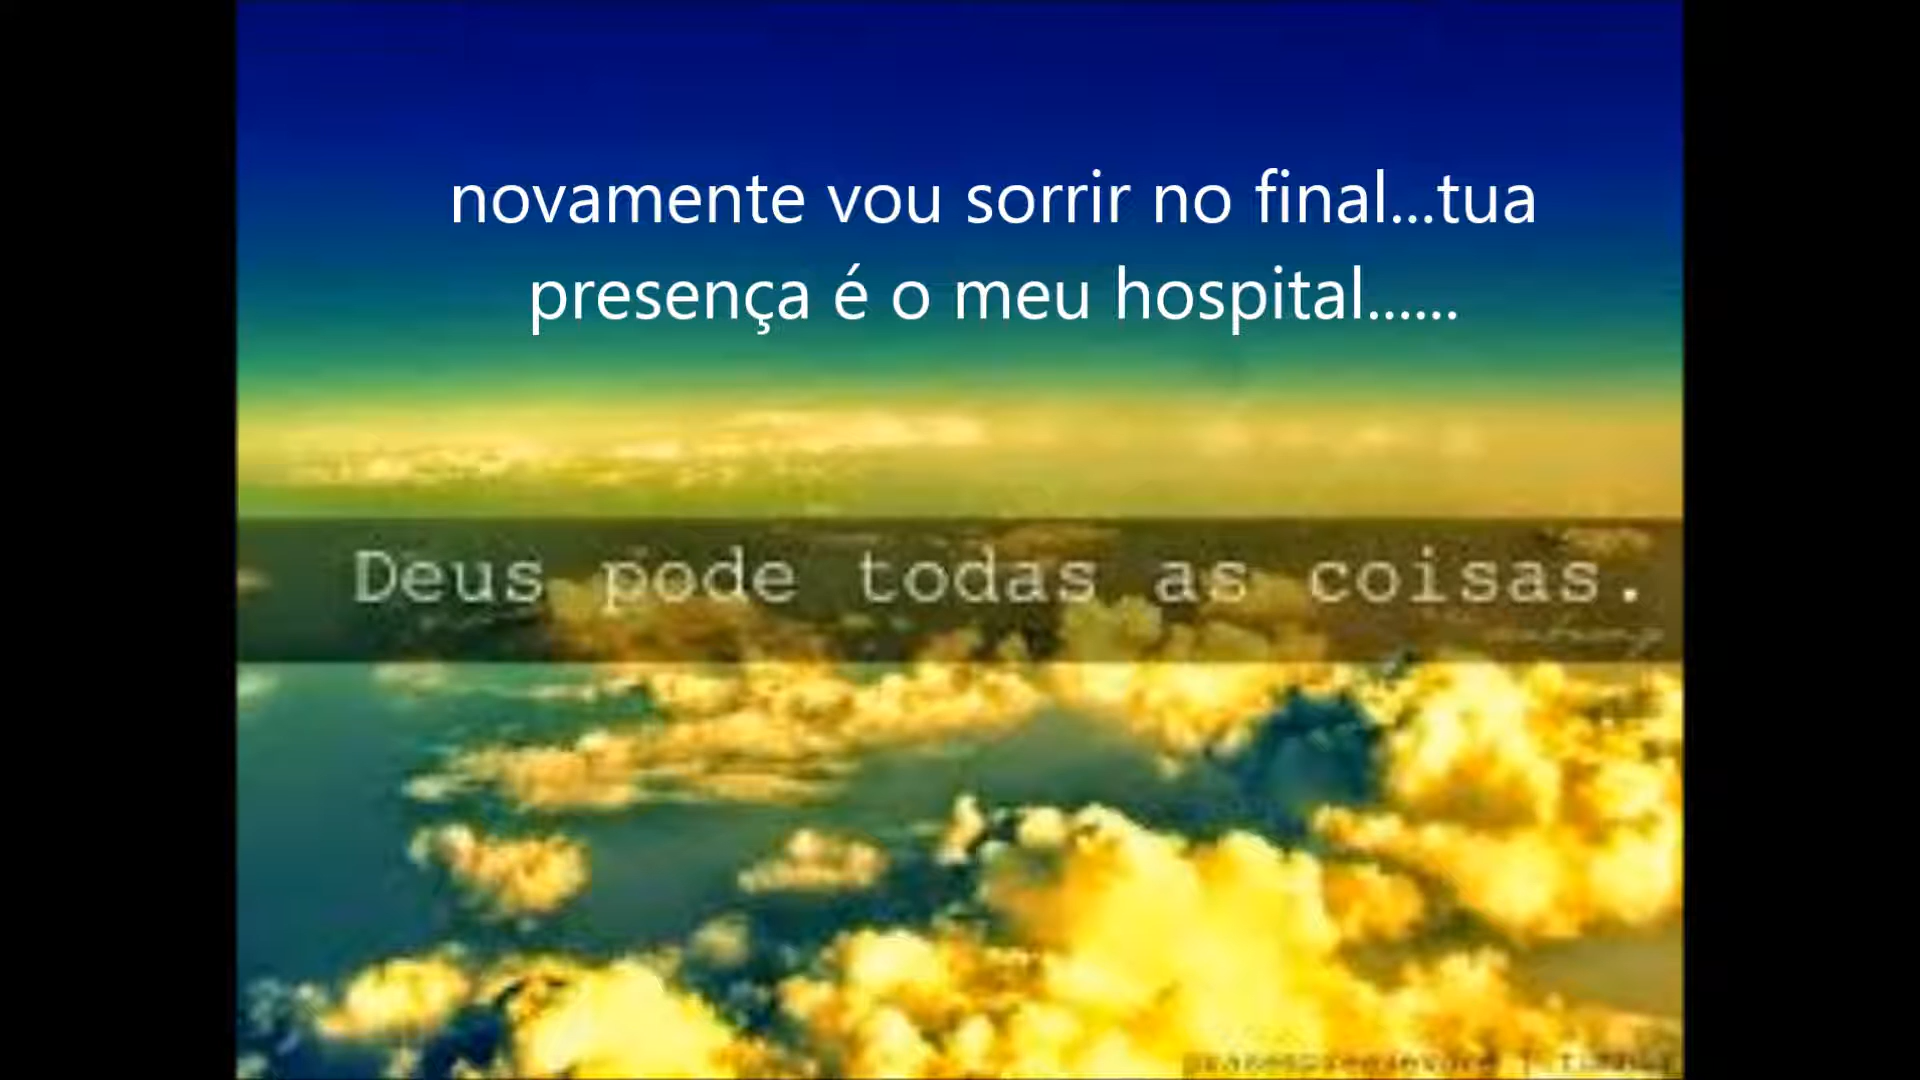 novamente vou sorrir no final...tua
presença é o meu hospital......
Deus pode todas as coisas.